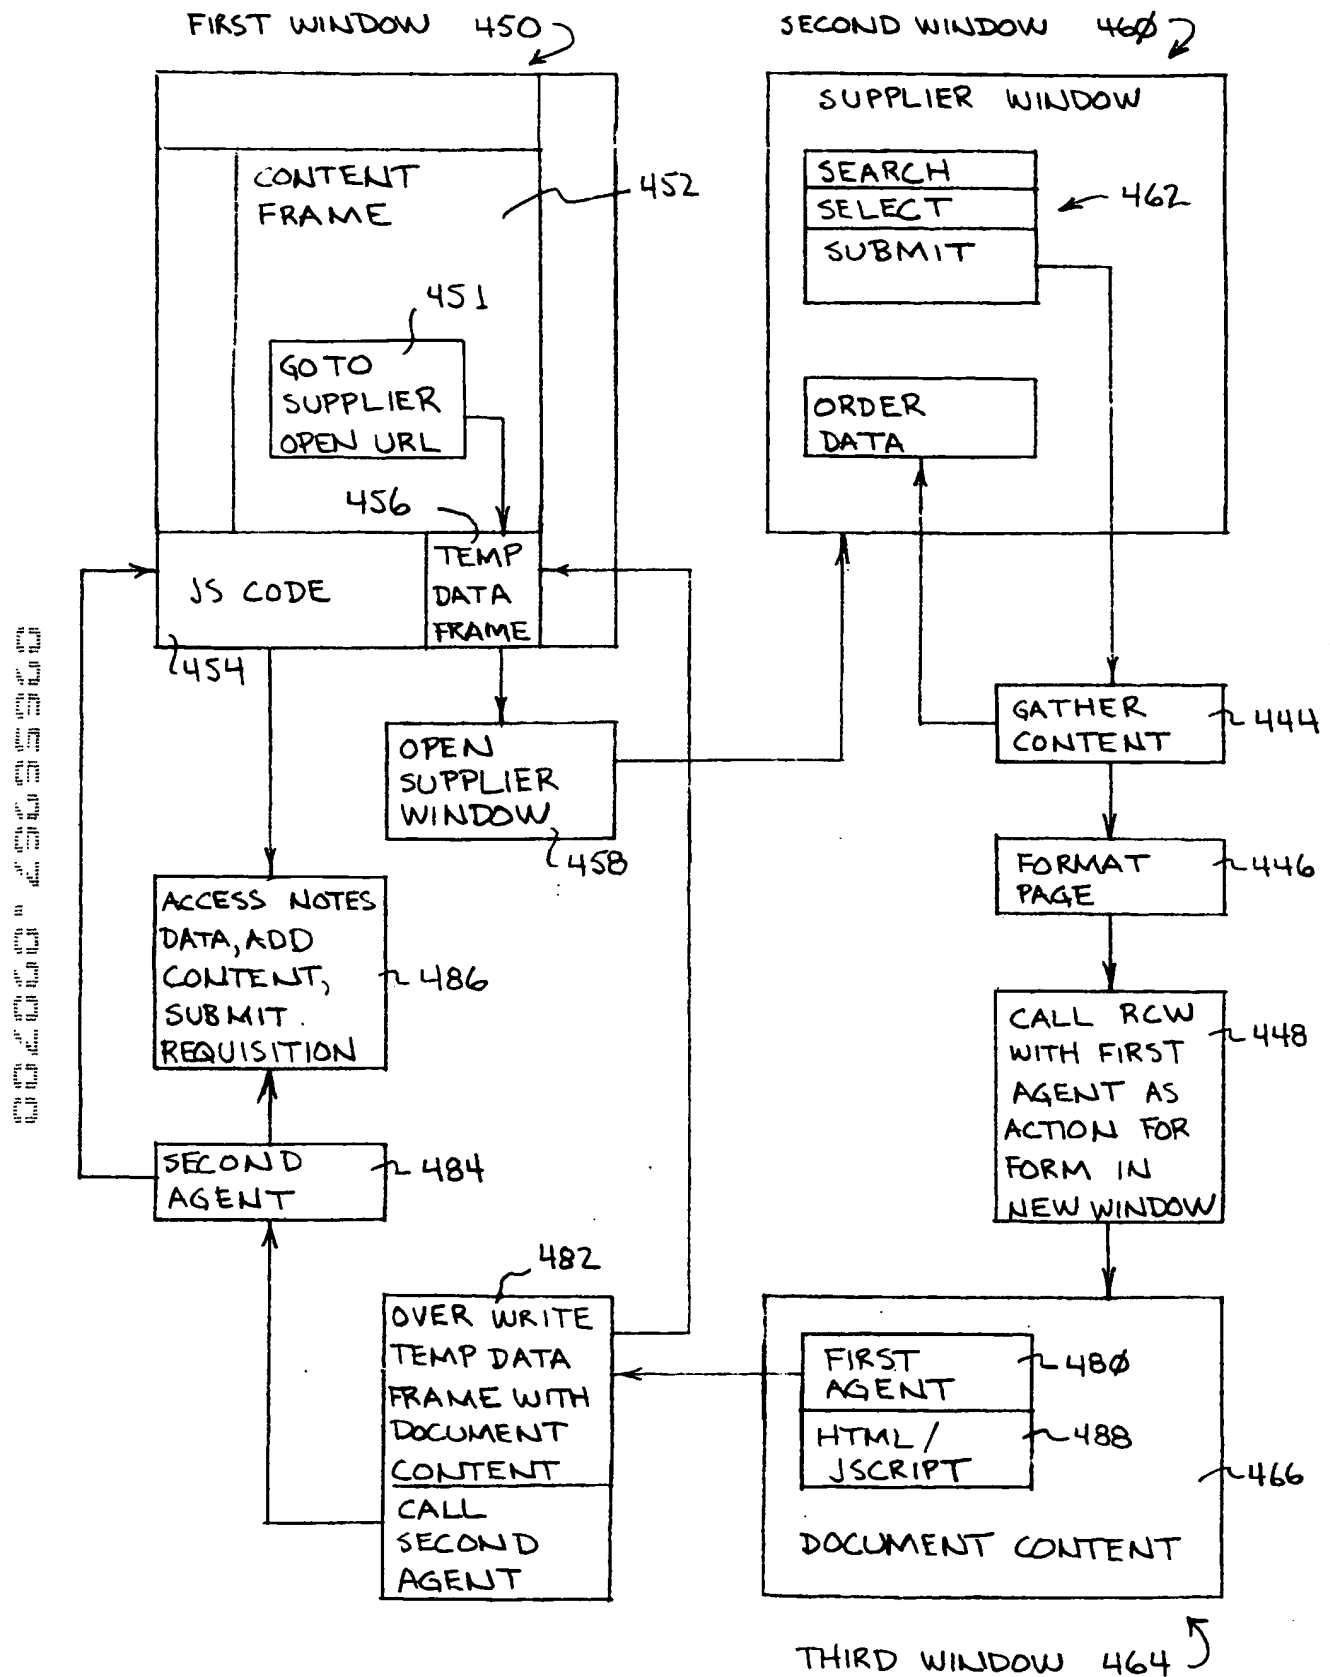 FIRST WINDOW 450
SECOND WINDOW 46Ø
SUPPLIER WINDOW
SEARCH
SELECT
SUBMIT
462
ORDER
DATA
CONTENT
FRAME
452
451
GO TO
SUPPLIER
OPEN URL
456
TEMP
DATA
FRAME
JS CODE
454
OPEN
SUPPLIER
WINDOW
458
GATHER
CONTENT
444
FORMAT
PAGE
446
CALL RCW
WITH FIRST
AGENT AS
ACTION FOR
FORM IN
NEW WINDOW
448
ACCESS NOTES
DATA, ADD
CONTENT,
SUBMIT
REQUISITION
486
SECOND
AGENT
484
482
OVER WRITE
TEMP DATA
FRAME WITH
DOCUMENT
CONTENT
CALL
SECOND
AGENT
FIRST
AGENT
48Ø
HTML/
JSCRIPT
488
466
DOCUMENT CONTENT
THIRD WINDOW 464